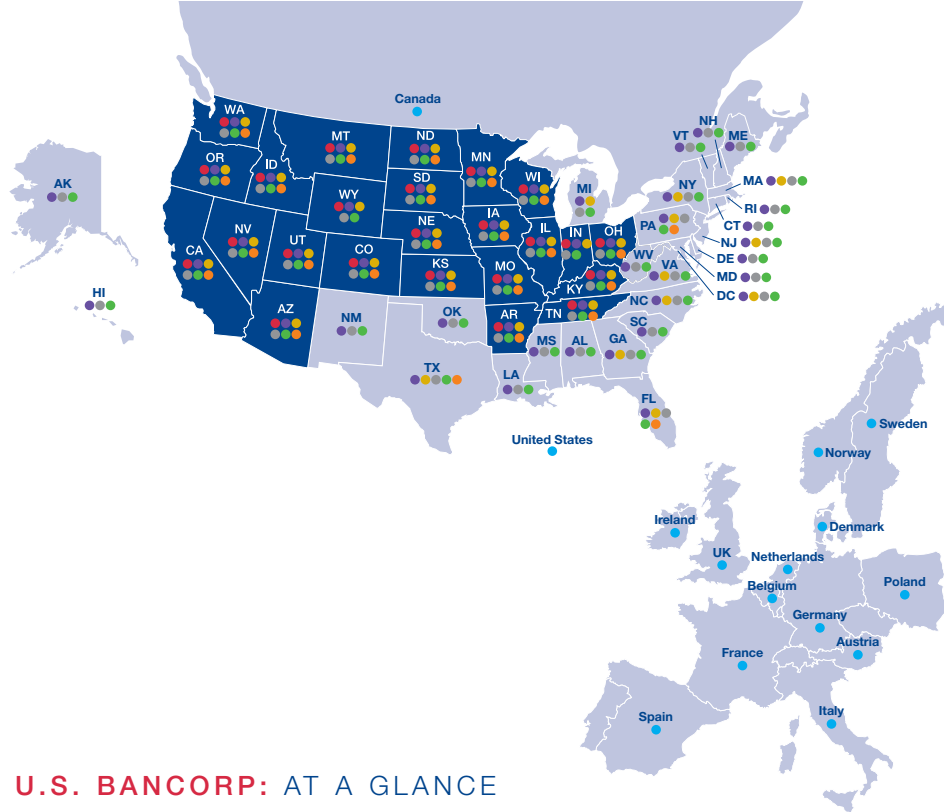 Canada
WA
MT
ND
MN
OR
ID
SD
WI
MI
WY
NH
VT
ME
AK
MA
NY
RI
CT
NJ
DE
MD
DC
PA
NV
UT
CO
NE
IA
IL
IN
OH
CA
KS
MO
WV
VA
HI
KY
NC
AZ
NM
OK
AR
TN
SC
MS
AL
GA
TX
LA
FL
United States
Sweden
Norway
Ireland
Denmark
UK
Netherlands
Belgium
Poland
Germany
Austria
France
Italy
Spain
U.S. BANCORP: AT A GLANCE